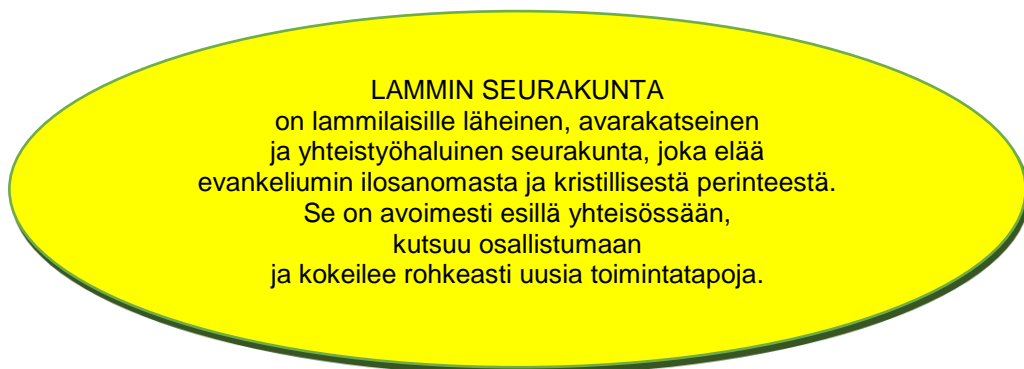 LAMMIN SEURAKUNTA
on lammilaisille läheinen, avarakatseinen
ja yhteistyöhaluinen seurakunta, joka elää
evankeliumin ilosanomasta ja kristillisestä perinteestä.
Se on avoimesti esillä yhteisössään,
kutsuu osallistumaan
ja kokeilee rohkeasti uusia toimintatapoja.